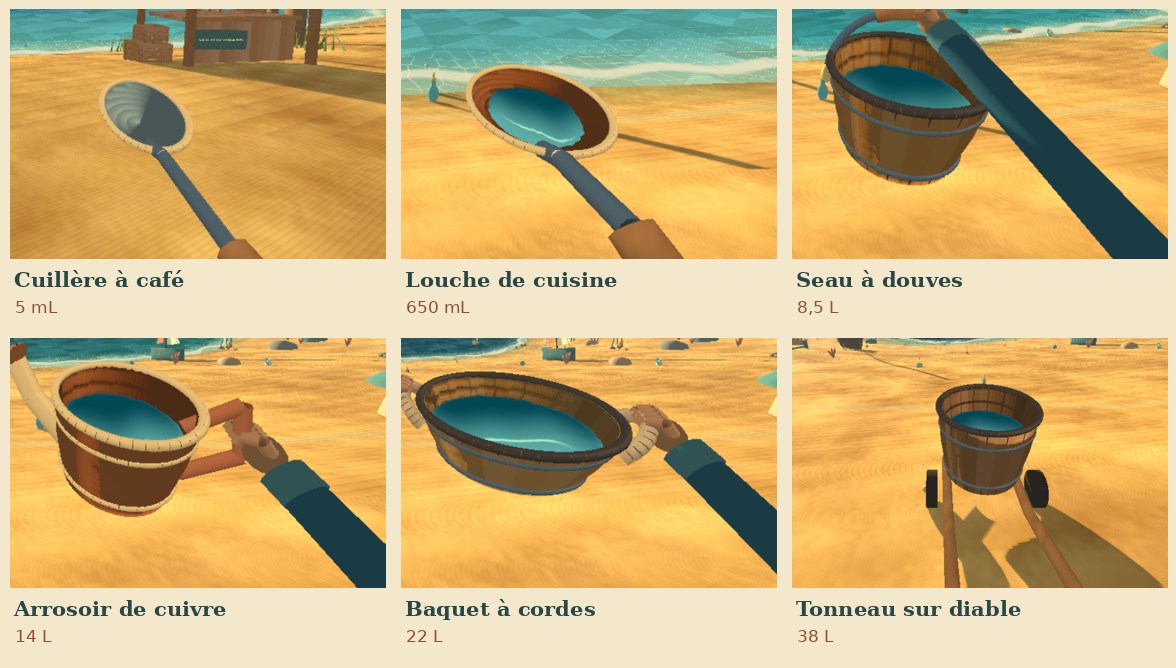 Cuillère à café
5 mL
Louche de cuisine
650 mL
Seau à douves
8,5 L
Arrosoir de cuivre
14 L
Baquet à cordes
22 L
Tonneau sur diable
38 L